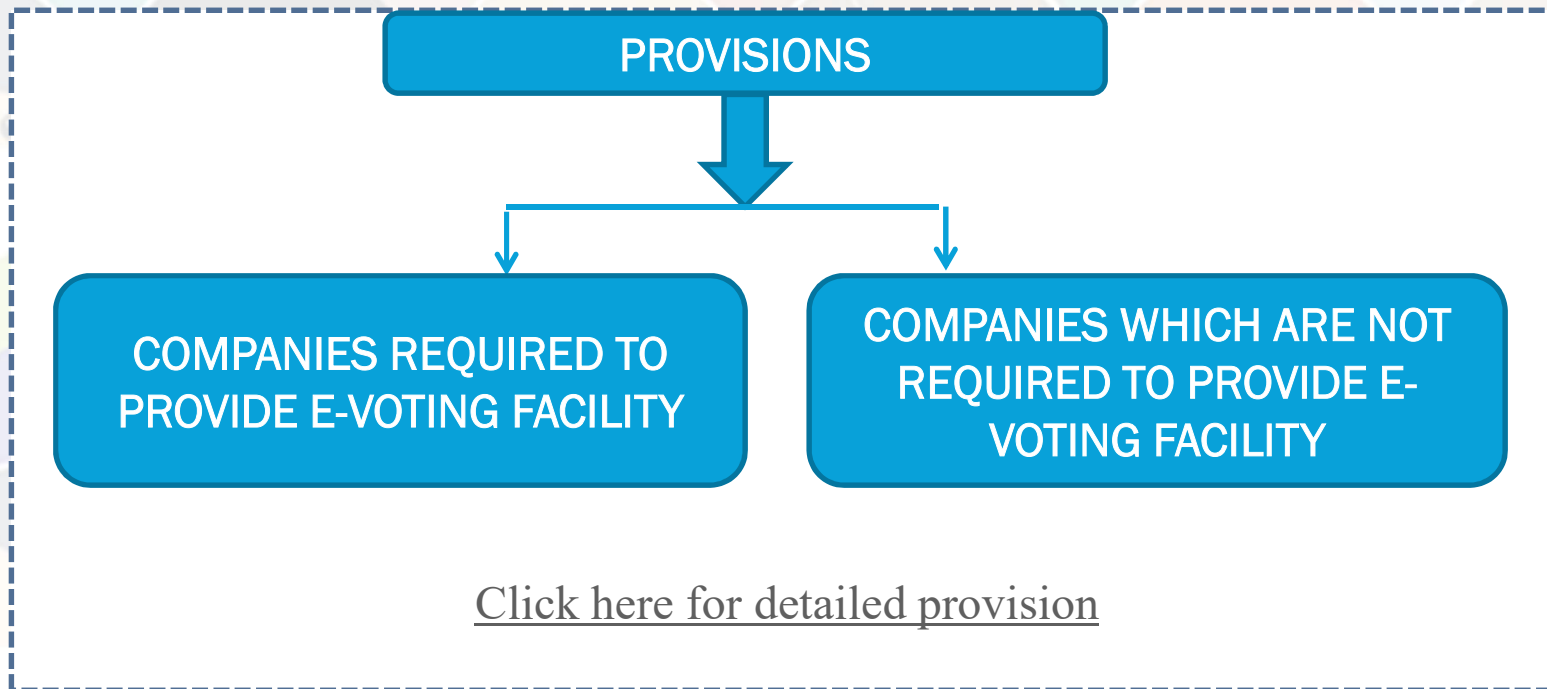 PROVISIONS
COMPANIES REQUIRED TO
PROVIDE E-VOTING FACILITY
COMPANIES WHICH ARE NOT
REQUIRED TO PROVIDE E-
VOTING FACILITY
Click here for detailed provision